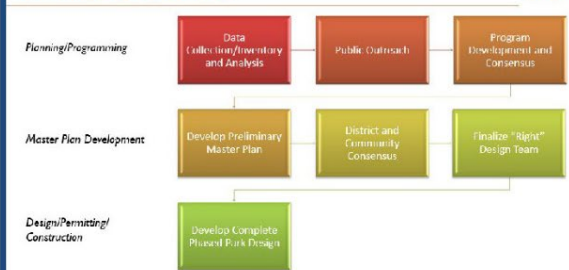 Planning/Programming
Data
Collection/Inventory
and Analysis
Public Outreach
Program
Development and
Consensus
Master Plan Development
Develop Preliminary
Master Plan
District and
Community
Consensus
Finalize "Right"
Design Team
Design/Permitting/
Construction
Develop Complete
Phased Park Design